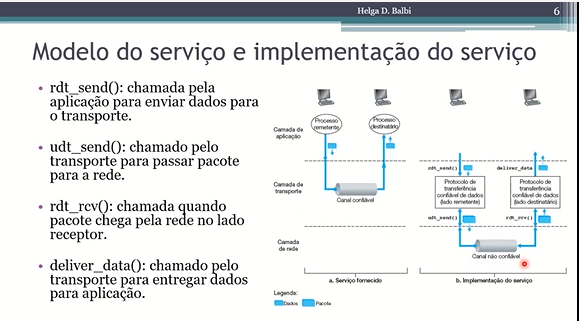 Helga D. Balbi
6
Modelo do serviço e implementação do serviço
• rdt_send(): chamada pela
aplicação para enviar dados para
o transporte.
• udt_send(): chamado pelo
transporte para passar pacote
para a rede.
• rdt_rcv(): chamada quando
pacote chega pela rede no lado
receptor.
• deliver_data(): chamado pelo
transporte para entregar dados
para aplicação.
Camada de
aplicação
Processo
remetente
Processo
destinatário
Camada de
transporte
Canal confiável
Camada
de rede
a. Serviço fornecido
rdt_send()
deliver_data
Protocolo de
transferência
confiável de dados
(lado remetente)
Protocolo de
transferência
confiável de dados
(lado destinatário)
udt_send()
rdt_rcv()
Canal não confiável
b. Implementação do serviço
Legenda:
Dados
Pacote